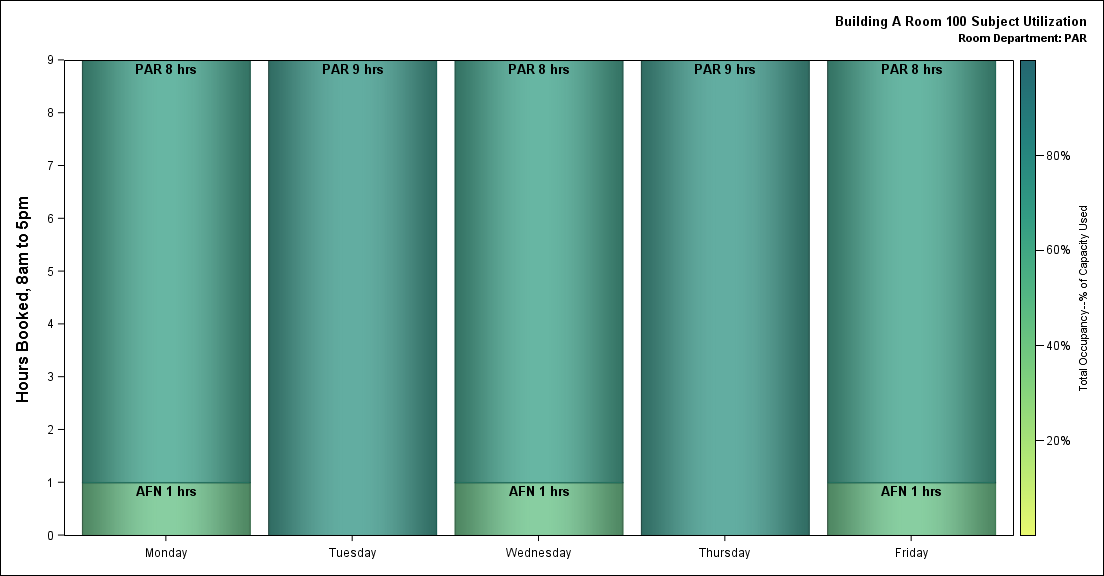 Building A Room 100 Subject Utilization
Room Department: PAR
Hours Booked, 8am to 5pm
9
8
7
6
5
4
3
2
1
0
PAR 8 hrs
PAR 9 hrs
PAR 8 hrs
PAR 9 hrs
PAR 8 hrs
AFN 1 hrs
AFN 1 hrs
AFN 1 hrs
Monday
Tuesday
Wednesday
Thursday
Friday
80%
60%
40%
20%
Total Occupancy--% of Capacity Used